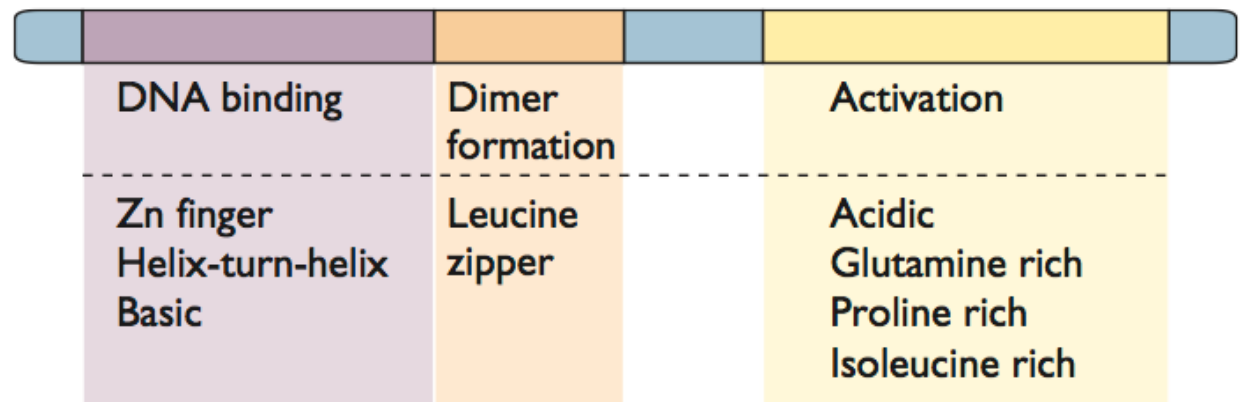 DNA binding
Dimer
formation
Activation
Zn finger
Helix-turn-helix
Basic
Leucine
zipper
Acidic
Glutamine rich
Proline rich
Isoleucine rich